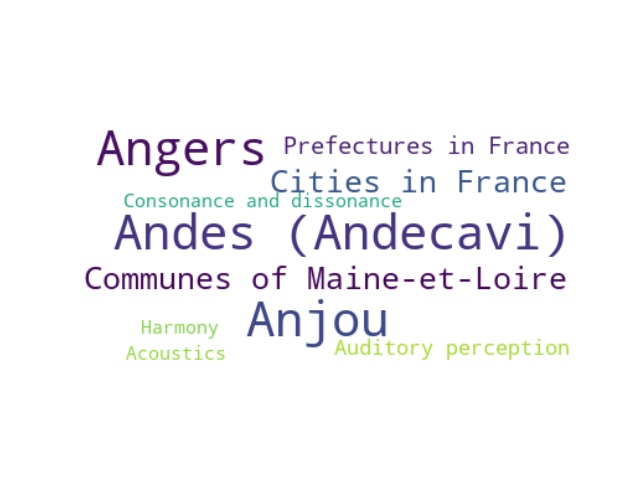 Angers
Prefectures in France
Cities in France
Consonance and dissonance
Andes (Andecavi)
Communes of Maine-et-Loire
Anjou
Harmony
Auditory perception
Acoustics